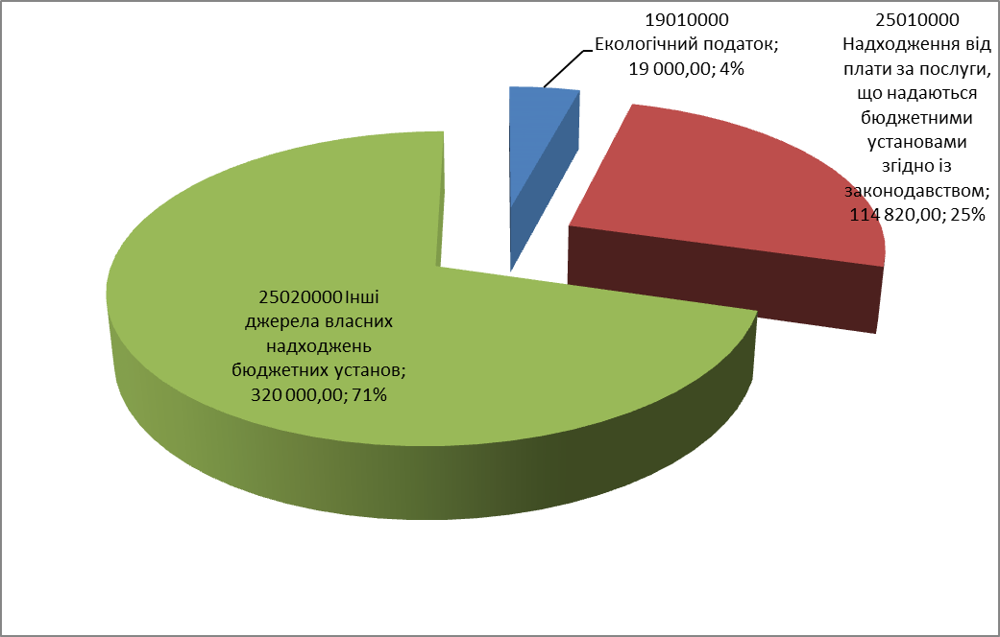 19010000
Екологічний податок;
19 000,00; 4%
25010000
Надходження від
плати за послуги,
що надаються
бюджетними
установами
згідно із
законодавством;
114 820,00; 25%
25020000 Інші
джерела власних
надходжень
бюджетних установ;
320 000,00; 71%